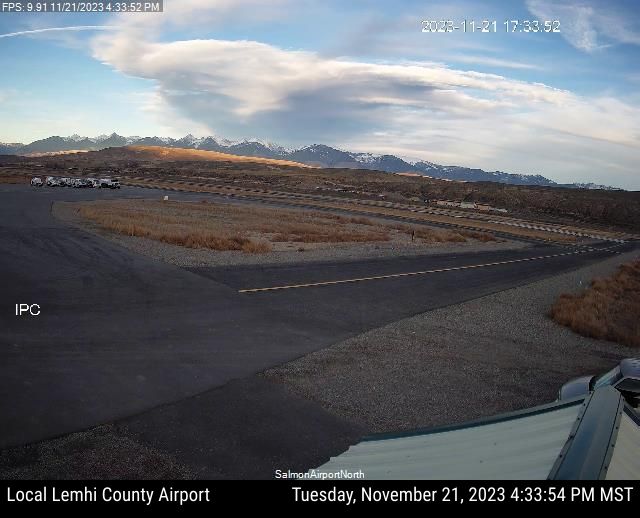 FPS: 9.91 11/21/2023 4:33:52 PM
2023-11-21 17:33:52
IPC
SalmonAirportNorth
Local Lemhi County Airport
Tuesday, November 21, 2023 4:33:54 PM MST